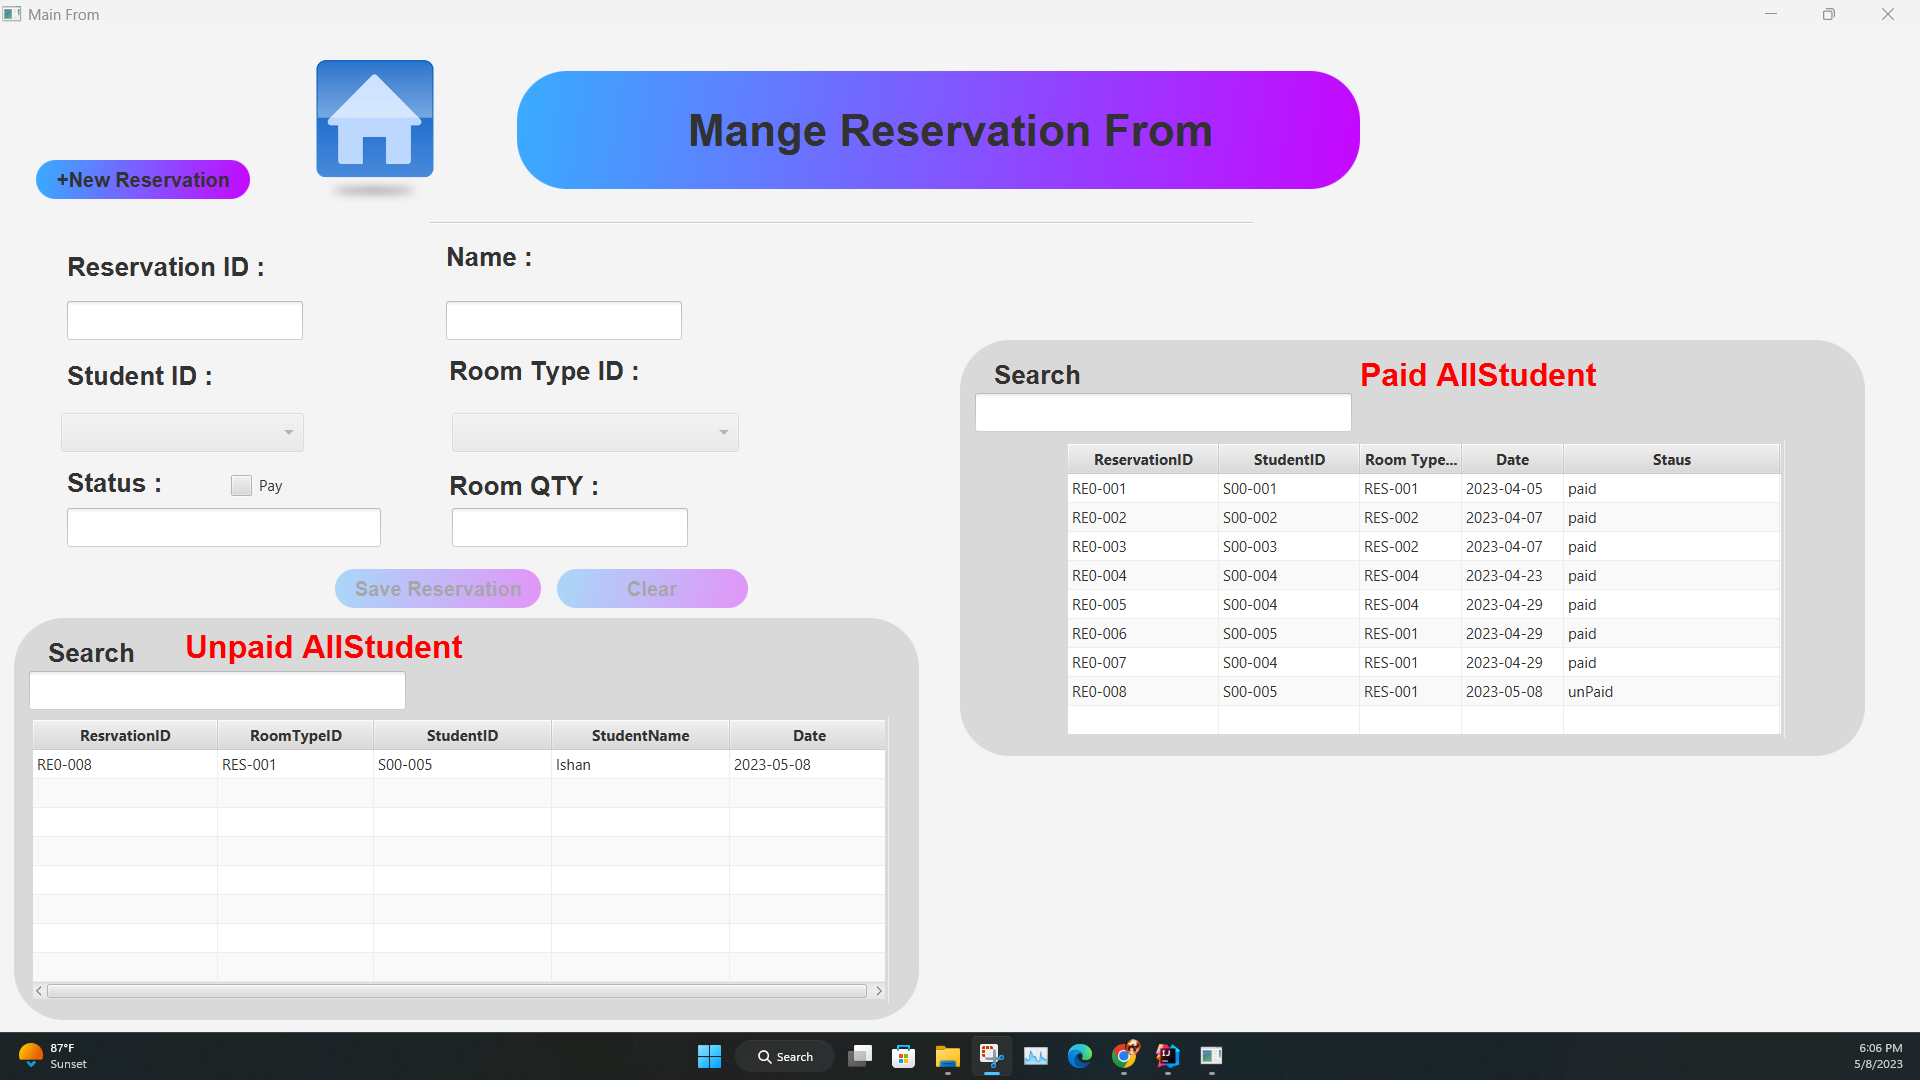 Main From
Mange Reservation From
+New Reservation
Reservation ID :
Name :
Student ID :
Room Type ID :
Status :
Pay
Room QTY :
Save Reservation
Clear
Search
Paid AllStudent
ReservationID StudentID Room Type... Date Staus
RE0-001 S00-001 RES-001 2023-04-05 paid
RE0-002 S00-002 RES-002 2023-04-07 paid
RE0-003 S00-003 RES-002 2023-04-07 paid
RE0-004 S00-004 RES-004 2023-04-23 paid
RE0-005 S00-004 RES-004 2023-04-29 paid
RE0-006 S00-005 RES-001 2023-04-29 paid
RE0-007 S00-004 RES-001 2023-04-29 paid
RE0-008 S00-005 RES-001 2023-05-08 unPaid
Search
Unpaid AllStudent
ResrvationID RoomTypeID StudentID StudentName Date
RE0-008 RES-001 S00-005 Ishan 2023-05-08
87°F
Sunset
Search
6:06 PM
5/8/2023